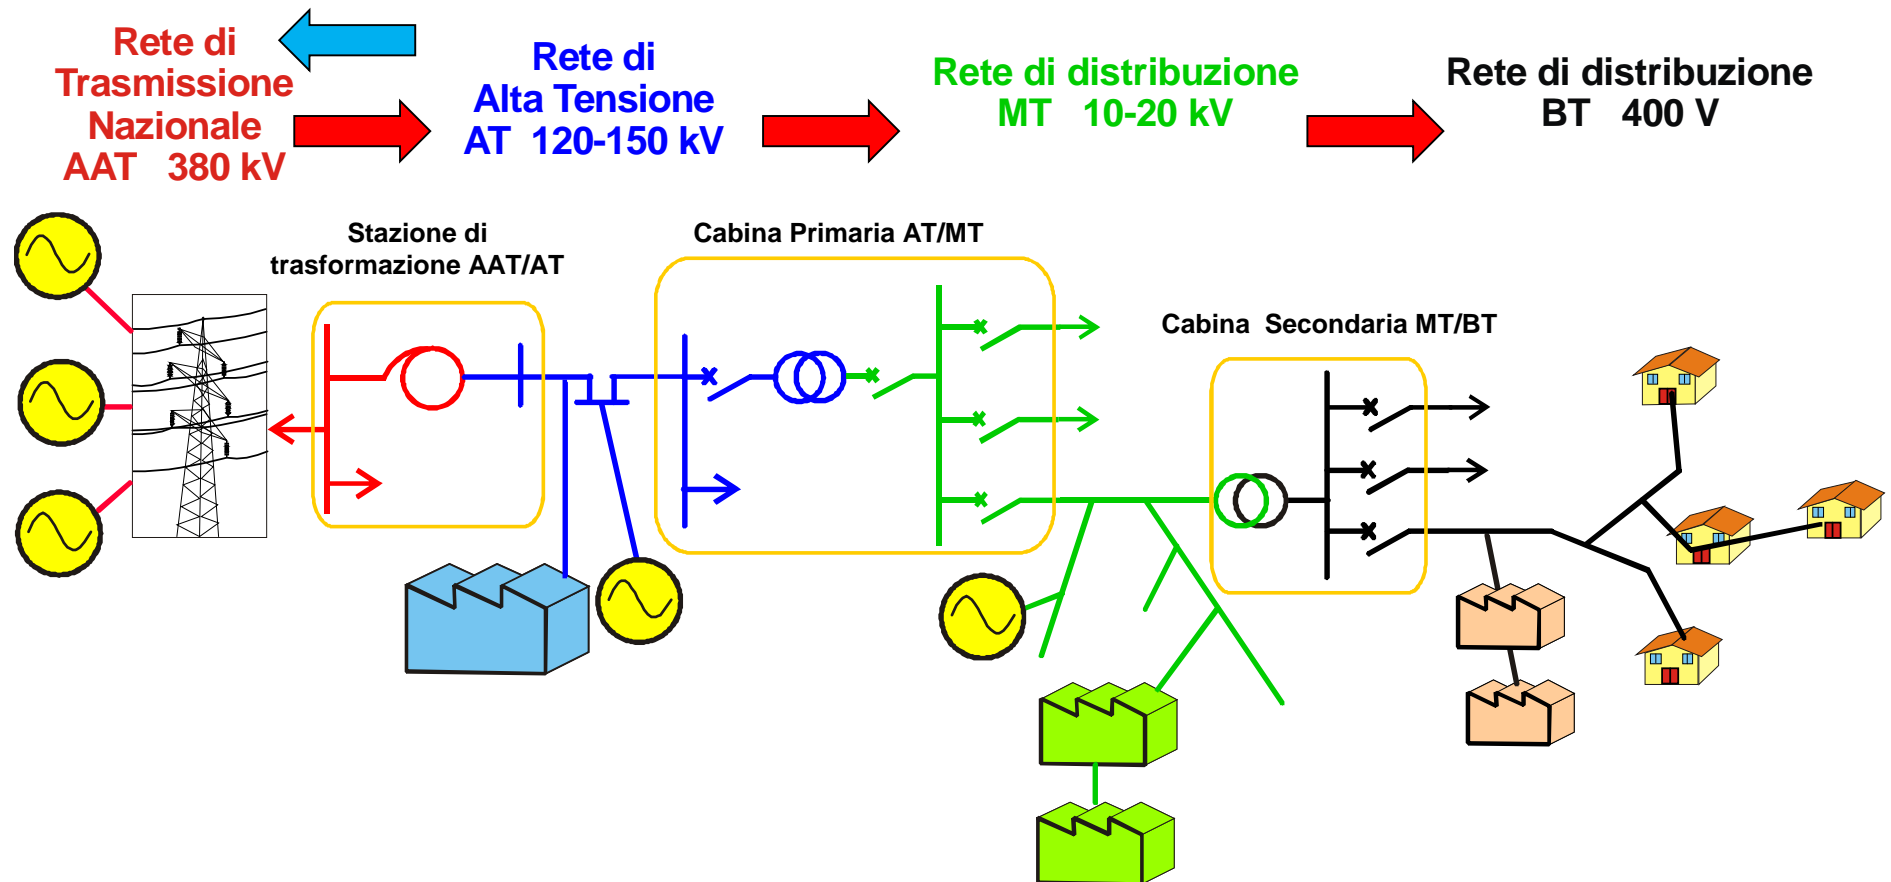 Rete di
Trasmissione
Nazionale
AAT 380 kV
Rete di
Alta Tensione
AT 120-150 kV
Rete di distribuzione
MT 10-20 kV
Rete di distribuzione
BT 400 V
Stazione di
trasformazione AAT/AT
Cabina Primaria AT/MT
Cabina Secondaria MT/BT